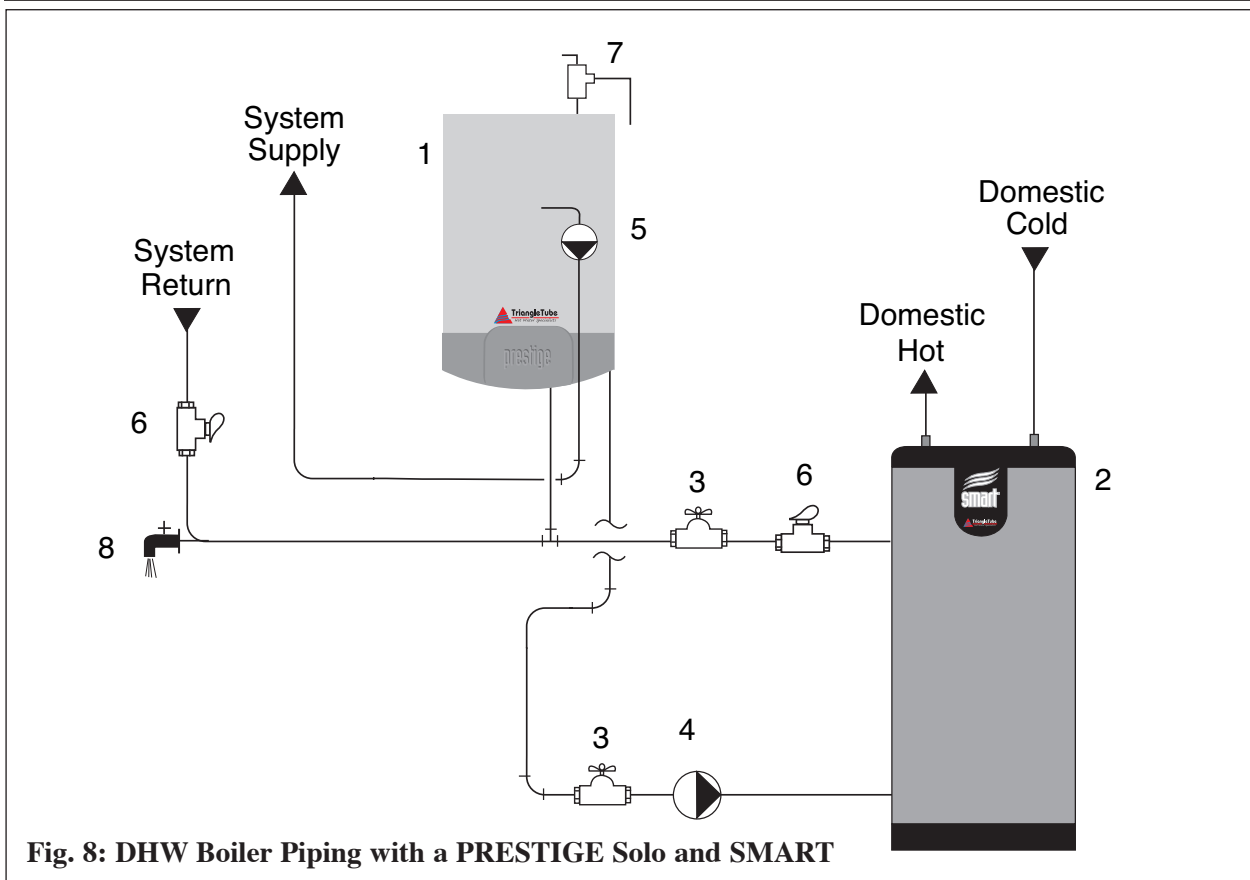 7
System
Supply
1
Domestic
Cold
5
System
Return
Domestic
Hot
TriangleTube
prestige
6
3
6
smart
TriangleTube
2
8
3
4
Fig. 8: DHW Boiler Piping with a PRESTIGE Solo and SMART